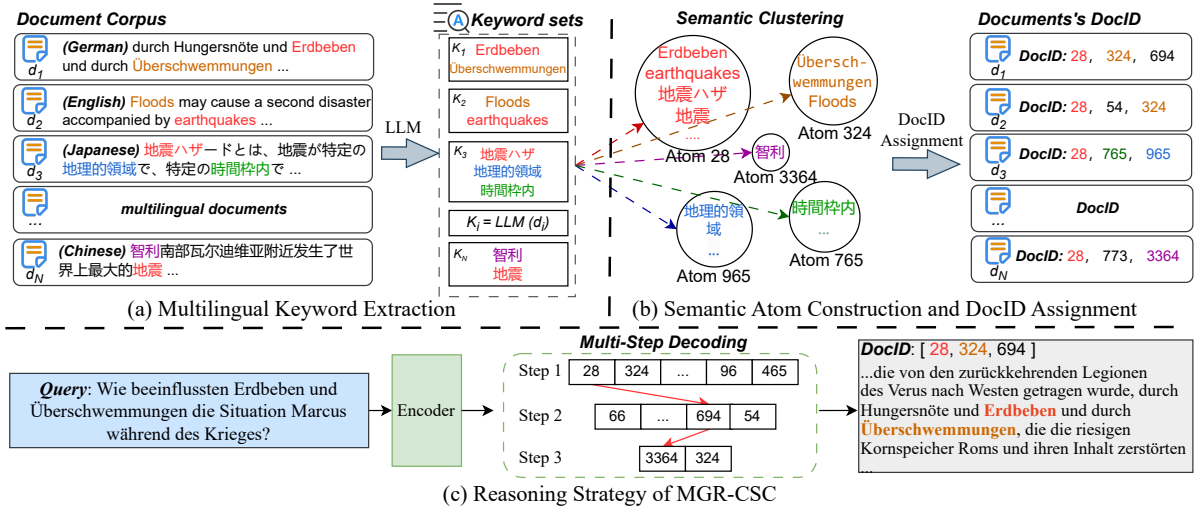 Document Corpus
d1
(German) durch Hungersnöte und Erdbeben
und durch Überschwemmungen ...
d2
(English) Floods may cause a second disaster
accompanied by earthquakes ...
d3
(Japanese) 地震ハザードとは、地震が特定の
地理的領域で、特定の時間枠内で ...
...
multilingual documents
dN
(Chinese) 智利南部瓦尔迪维亚附近发生了世
界上最大的地震 ...
LLM
A
Keyword sets
K1
Erdbeben
Überschwemmungen
K2
Floods
earthquakes
K3
地震ハザ
地理的領域
時間枠内
Ki = LLM (di)
KN
智利
地震
(a) Multilingual Keyword Extraction
Semantic Clustering
Erdbeben
earthquakes
地震ハザ
地震
....
Atom 28
Übersch-
wemmungen
Floods
Atom 324
智利
Atom 3364
地理的領
域
...
Atom 965
時間枠内
...
Atom 765
DocID
Assignment
Documents's DocID
d1
DocID: 28, 324, 694
d2
DocID: 28, 54, 324
d3
DocID: 28, 765, 965
...
DocID
dN
DocID: 28, 773, 3364
(b) Semantic Atom Construction and DocID Assignment
Query: Wie beeinflussten Erdbeben und
Überschwemmungen die Situation Marcus
während des Krieges?
Encoder
Multi-Step Decoding
Step 1
28 324 ... 96 465
Step 2
66 ... 694 54
Step 3
3364 324
DocID: [ 28, 324, 694 ]
...die von den zurückkehrenden Legionen
des Verus nach Westen getragen wurde, durch
Hungersnöte und Erdbeben und durch
Überschwemmungen, die die riesigen
Kornspeicher Roms und ihren Inhalt zerstörten
...
(c) Reasoning Strategy of MGR-CSC